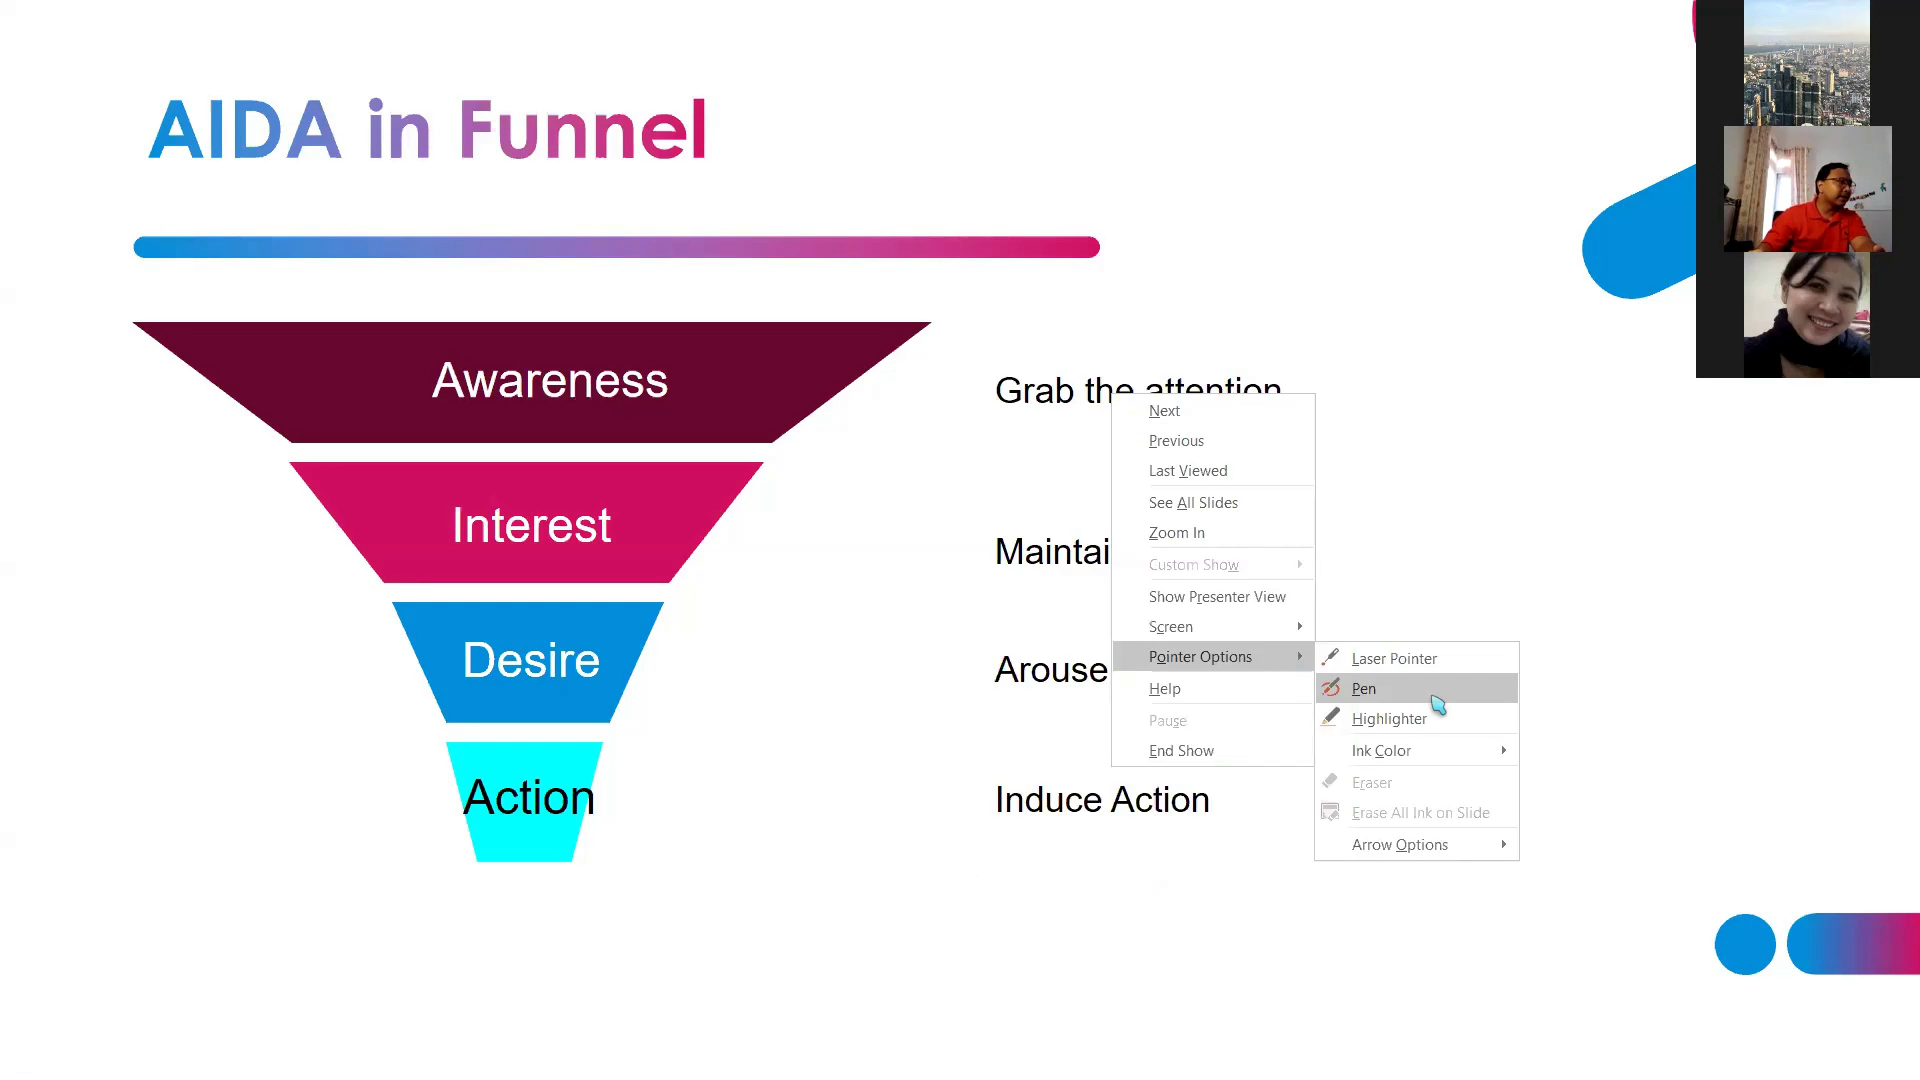 AIDA in Funnel
Awareness
Grab the attention
Interest
Maintai
Desire
Arouse
Action
Induce Action
Next
Previous
Last Viewed
See All Slides
Zoom In
Custom Show
Show Presenter View
Screen
Pointer Options
Help
Pause
End Show
Laser Pointer
Pen
Highlighter
Ink Color
Eraser
Erase All Ink on Slide
Arrow Options